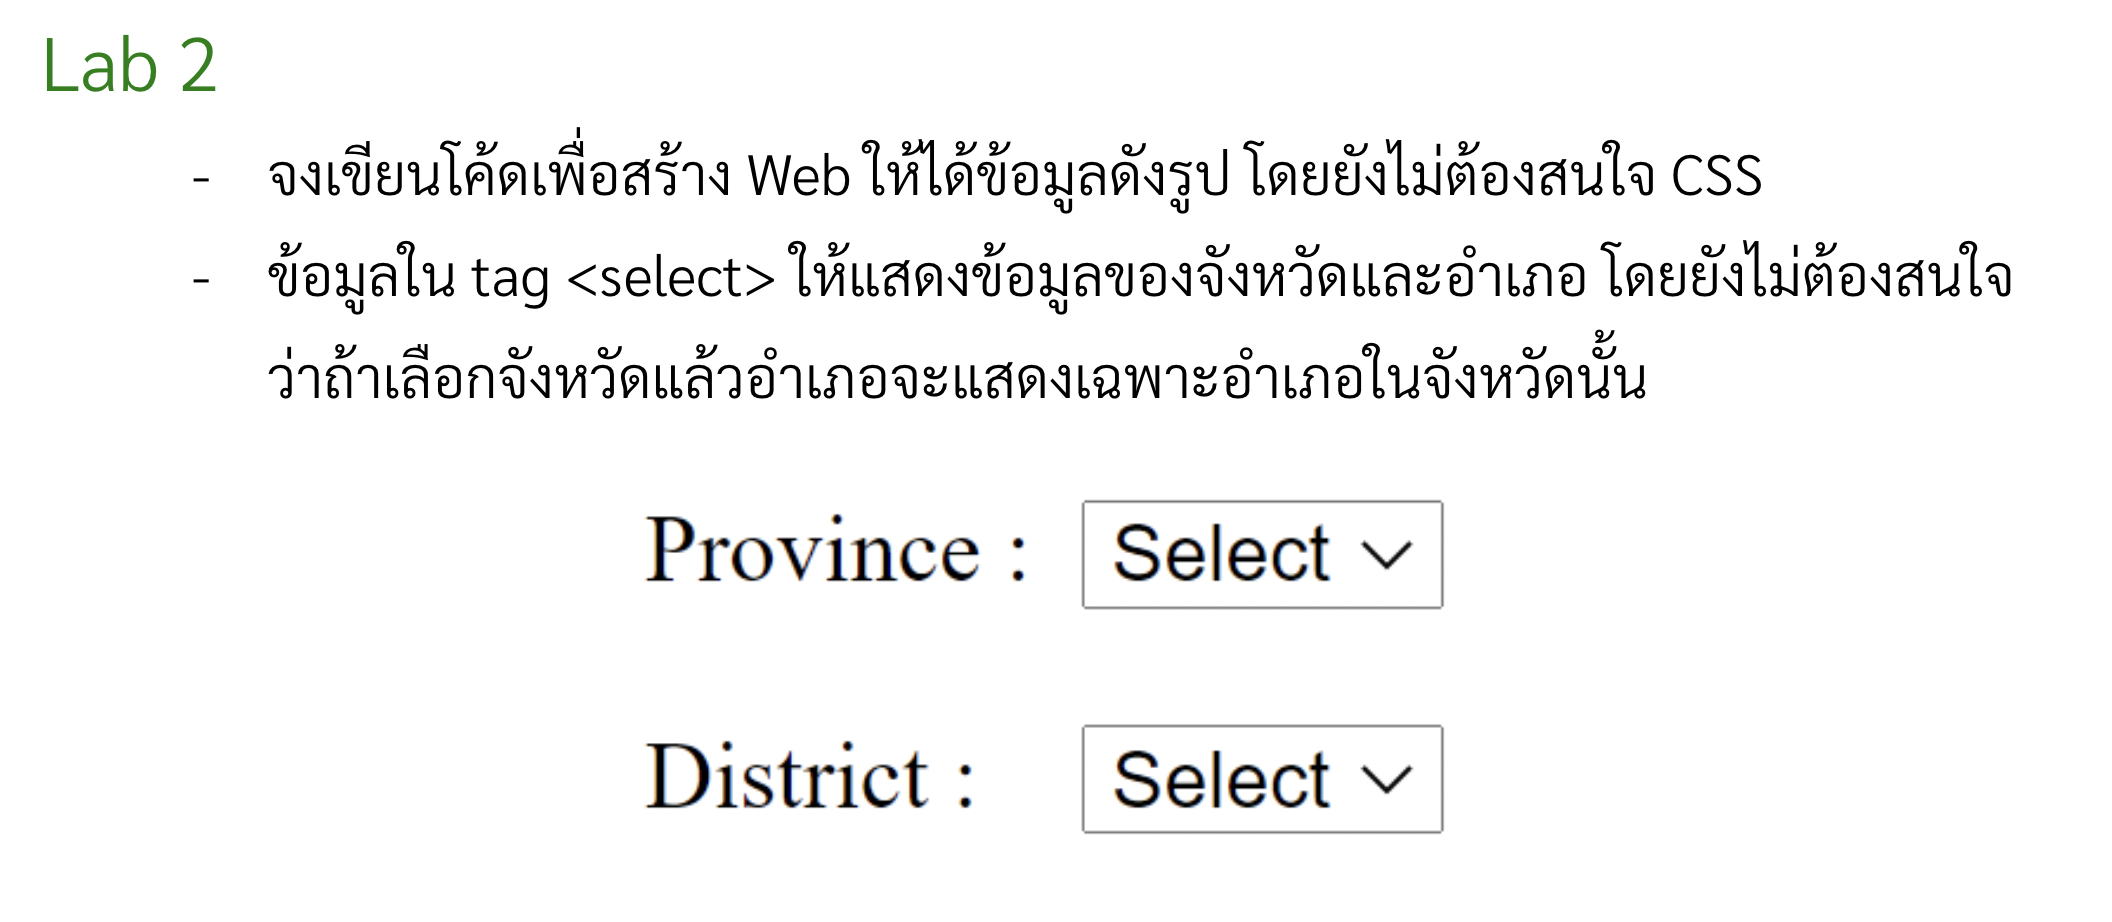 Lab 2
- จงเขียนโค้ดเพื่อสร้าง Web ให้ได้ข้อมูลดังรูป โดยยังไม่ต้องสนใจ CSS
- ข้อมูลใน tag <select> ให้แสดงข้อมูลของจังหวัดและอำเภอ โดยยังไม่ต้องสนใจ
ว่าถ้าเลือกจังหวัดแล้วอำเภอจะแสดงเฉพาะอำเภอในจังหวัดนั้น
Province : Select
District : Select